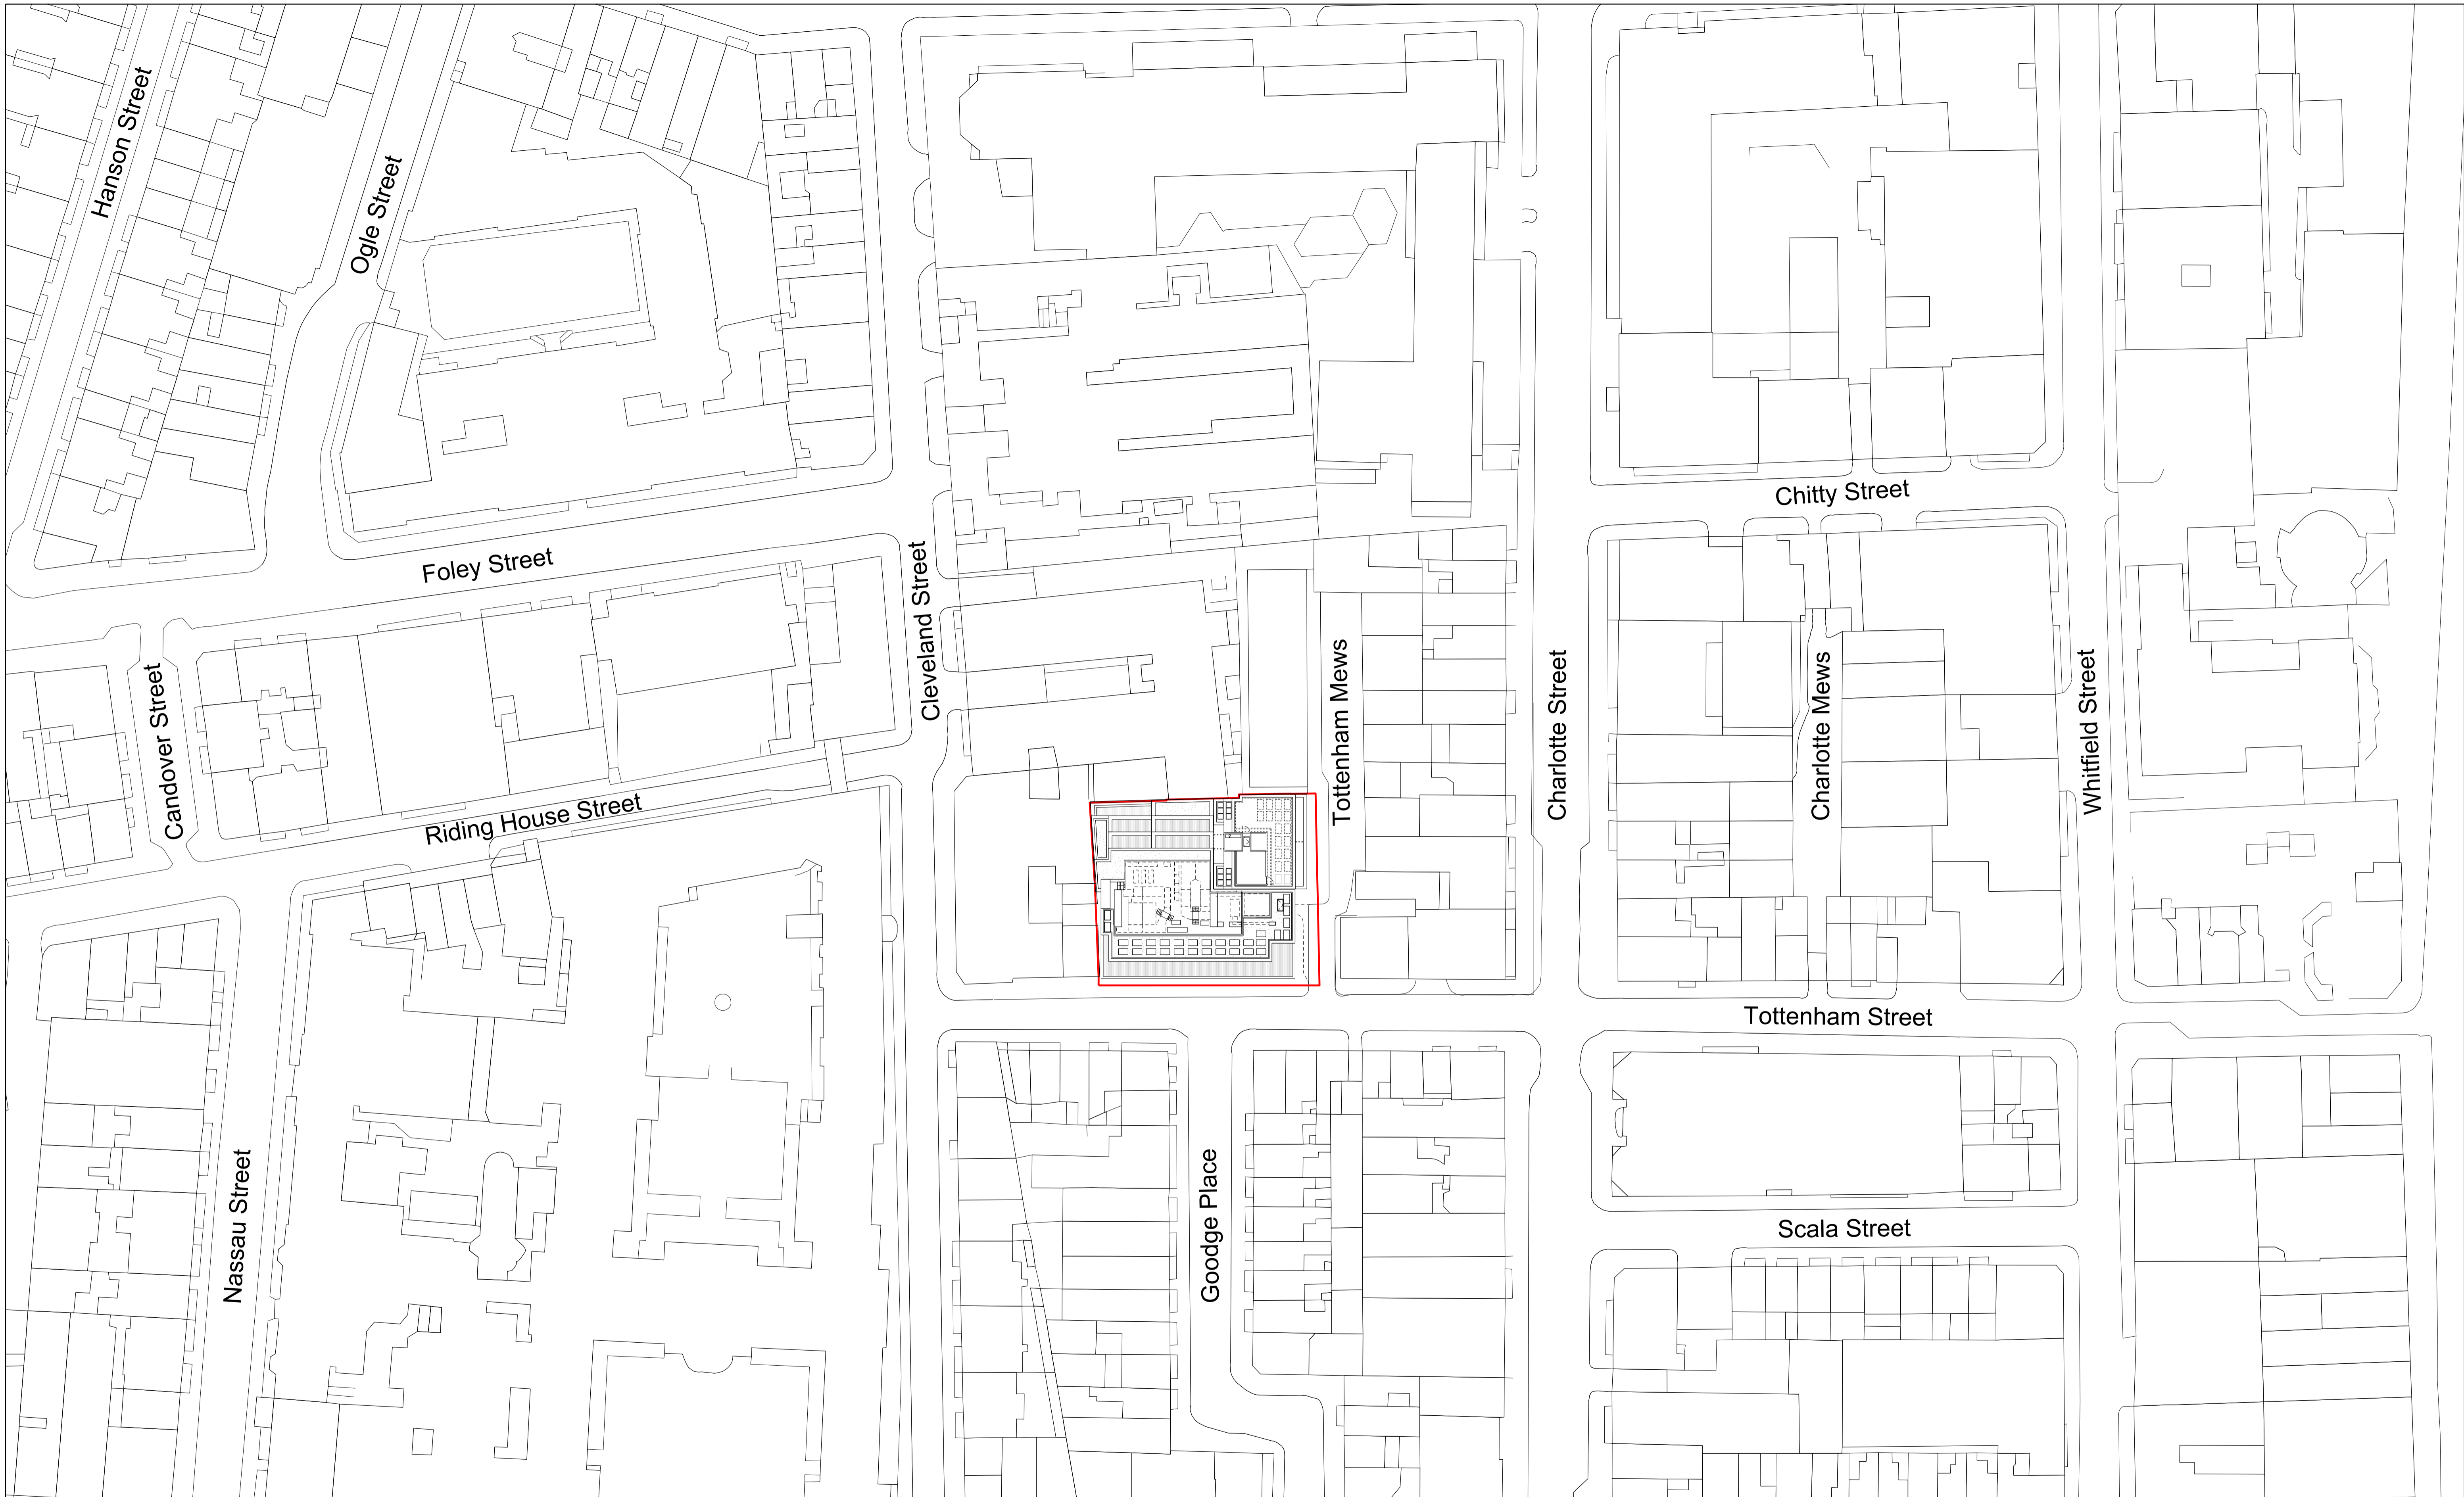 Hanson Street
Ogle Street
Chitty Street
Foley Street
Cleveland Street
Tottenham Mews
Charlotte Street
Charlotte Mews
Whitfield Street
Candover Street
Riding House Street
Tottenham Street
Nassau Street
Goodge Place
Scala Street